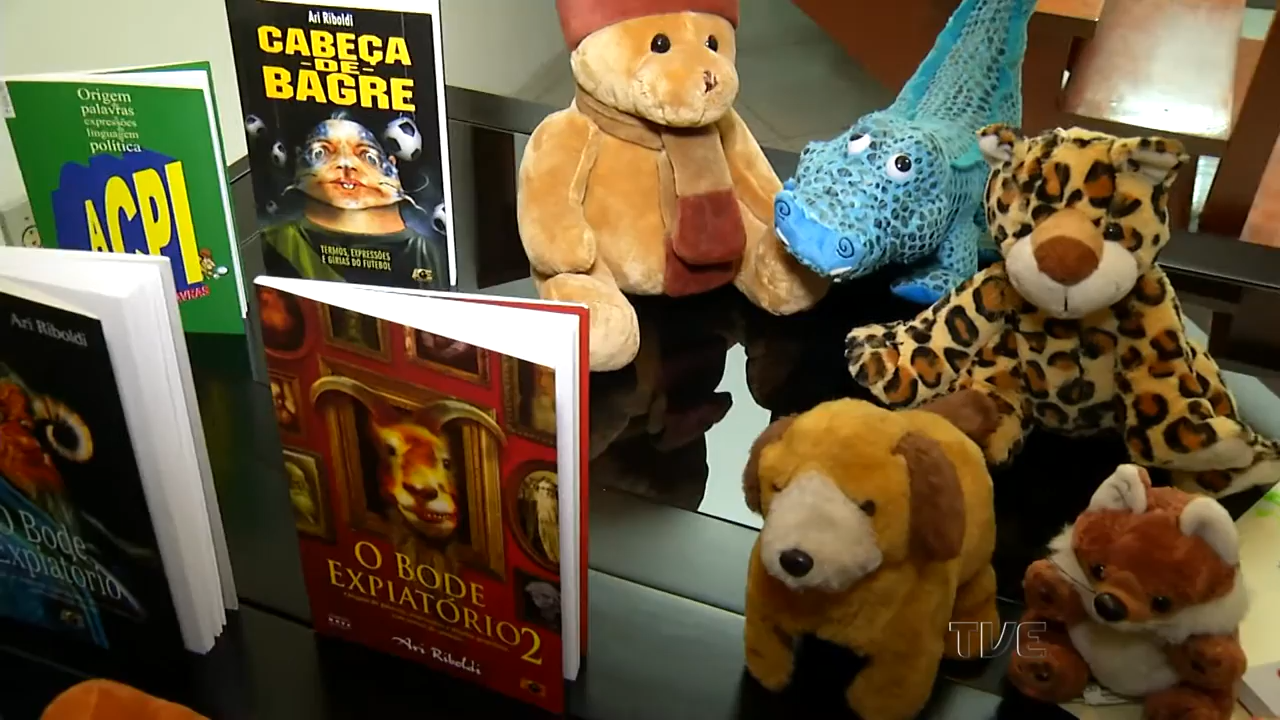 Origem
palavras
expressões
linguagem
política
ACPI
Ari Riboldi
CABEÇA
-DE-
BAGRE
TERMOS, EXPRESSÕES
E GÍRIAS DO FUTEBOL
Ari Riboldi
O Bode
Expiatório
O BODE
EXPIATÓRIO2
Ari Riboldi
TVE